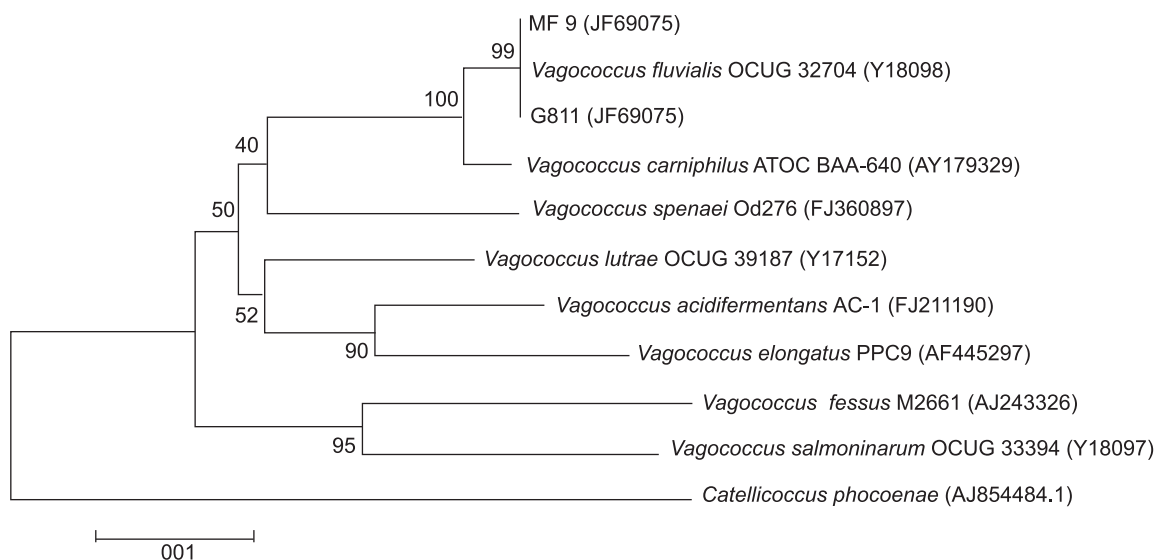 MF 9 (JF69075)
99
Vagococcus fluvialis OCUG 32704 (Y18098)
100
G811 (JF69075)
40
Vagococcus carniphilus ATOC BAA-640 (AY179329)
50
Vagococcus spenaei Od276 (FJ360897)
Vagococcus lutrae OCUG 39187 (Y17152)
52
Vagococcus acidifermentans AC-1 (FJ211190)
90
Vagococcus elongatus PPC9 (AF445297)
Vagococcus fessus M2661 (AJ243326)
95
Vagococcus salmoninarum OCUG 33394 (Y18097)
Catellicoccus phocoenae (AJ854484.1)
001